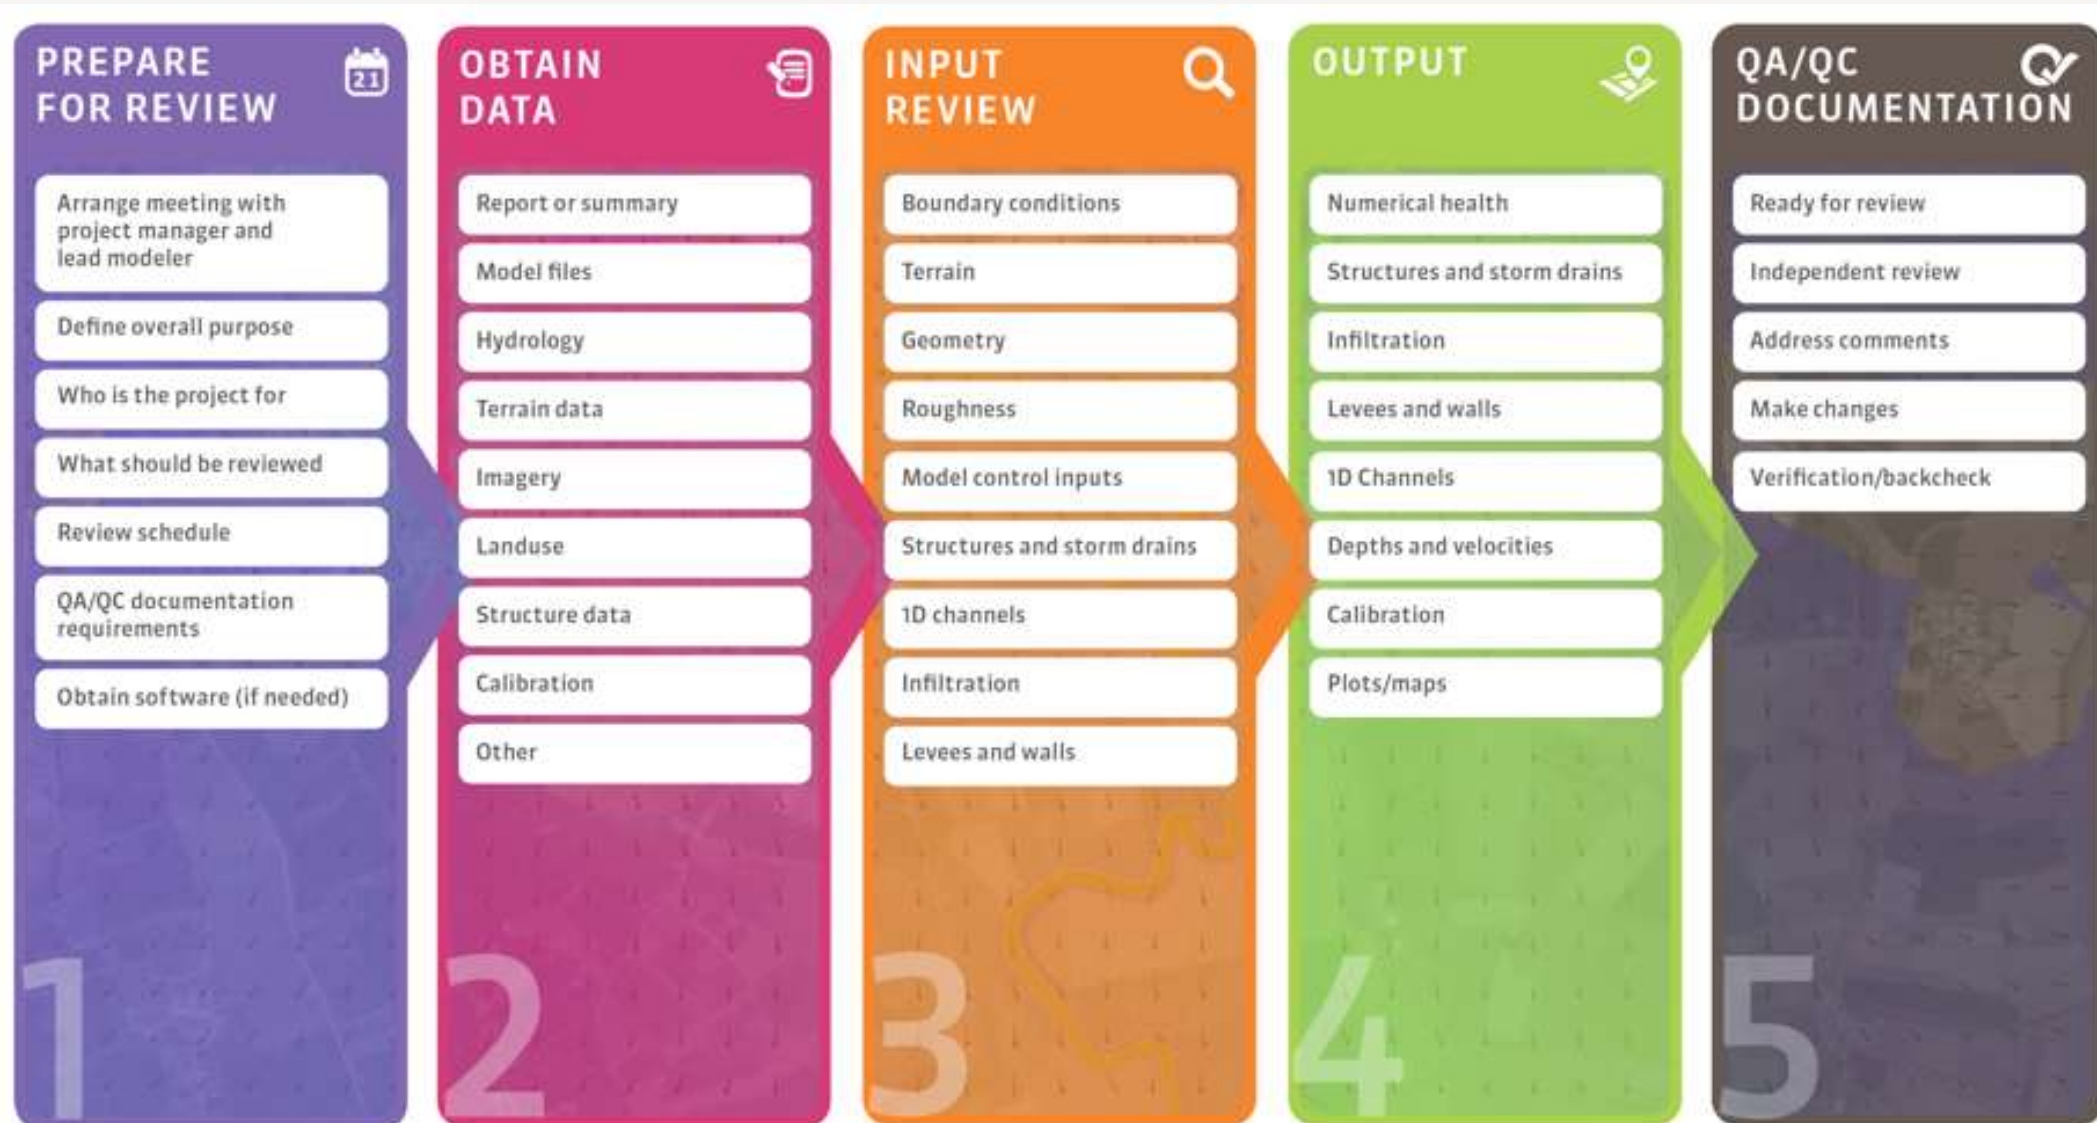 PREPARE
FOR REVIEW
21
Arrange meeting with
project manager and
lead modeler
Define overall purpose
Who is the project for
What should be reviewed
Review schedule
QA/QC documentation
requirements
Obtain software (if needed)
1
OBTAIN
DATA
Report or summary
Model files
Hydrology
Terrain data
Imagery
Landuse
Structure data
Calibration
Other
2
INPUT
REVIEW
Boundary conditions
Terrain
Geometry
Roughness
Model control inputs
Structures and storm drains
1D channels
Infiltration
Levees and walls
3
OUTPUT
Numerical health
Structures and storm drains
Infiltration
Levees and walls
1D Channels
Depths and velocities
Calibration
Plots/maps
4
QA/QC
DOCUMENTATION
Ready for review
Independent review
Address comments
Make changes
Verification/backcheck
5